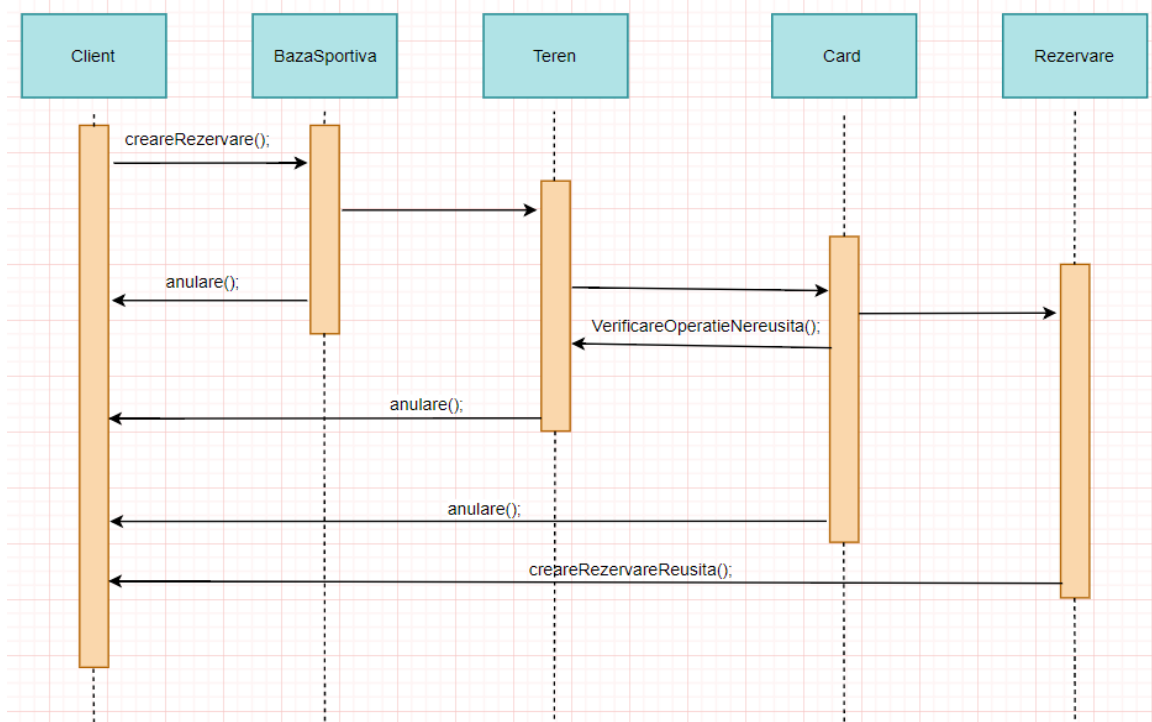 Client
BazaSportiva
Teren
Card
Rezervare
creareRezervare();
anulare();
VerificareOperatieNereusita();
anulare();
anulare();
creareRezervareReusita();